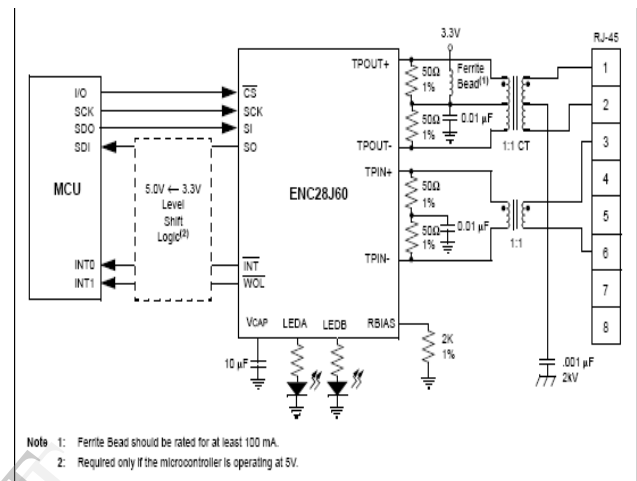 3.3V
RJ-45
TPOUT+
50Ω
1%
Ferrite
Bead(1)
1
I/O
CS
SCK
SCK
SDO
SI
SDI
SO
50Ω
1%
0.01 µF
2
TPOUT-
1:1 CT
3
TPIN+
MCU
5.0V ← 3.3V
Level
Shift
Logic(2)
ENC28J60
50Ω
1%
4
50Ω
1%
0.01 µF
5
1:1
TPIN-
6
INT0
INT
INT1
WOL
7
VCAP
LEDA
LEDB
RBIAS
8
10 µF
2K
1%
.001 µF
2kV
Note 1: Ferrite Bead should be rated for at least 100 mA.
2: Required only if the microcontroller is operating at 5V.